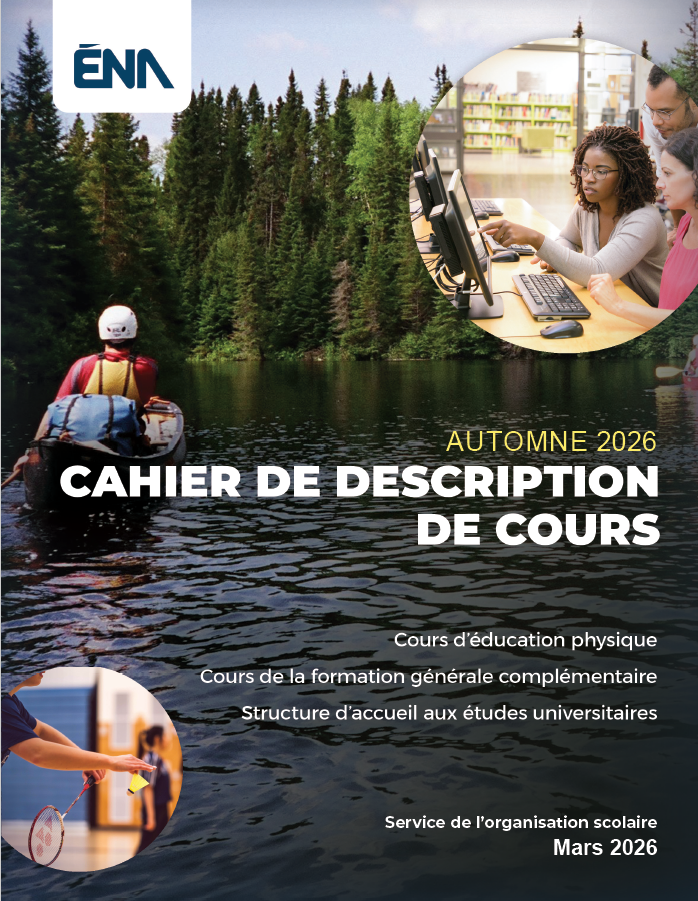 ÉNA
AUTOMNE 2026
CAHIER DE DESCRIPTION
DE COURS
Cours d'éducation physique
Cours de la formation générale complémentaire
Structure d'accueil aux études universitaires
Service de l'organisation scolaire
Mars 2026